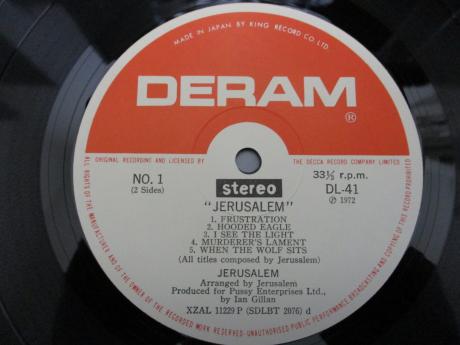 MADE IN JAPAN BY KING RECORD CO. LTD.
DERAM
®
ORIGINAL RECORDING AND LICENSED BY THE DECCA RECORD COMPANY LIMITED
NO. 1
(2 Sides)
stereo
33⅓ r.p.m.
DL-41
Ⓟ 1972
"JERUSALEM"
1. FRUSTRATION
2. HOODED EAGLE
3. I SEE THE LIGHT
4. MURDERER'S LAMENT
5. WHEN THE WOLF SITS
(All titles composed by Jerusalem)
JERUSALEM
Arranged by Jerusalem
Produced for Pussy Enterprises Ltd.,
by Ian Gillan
XZAL 11229 P (SDLBT 2076) d
ALL RIGHTS OF THE MANUFACTURER AND OF THE OWNER OF THE RECORDED WORK RESERVED-UNAUTHORISED PUBLIC PERFORMANCE BROADCASTING AND COPYING OF THIS RECORD PROHIBITED